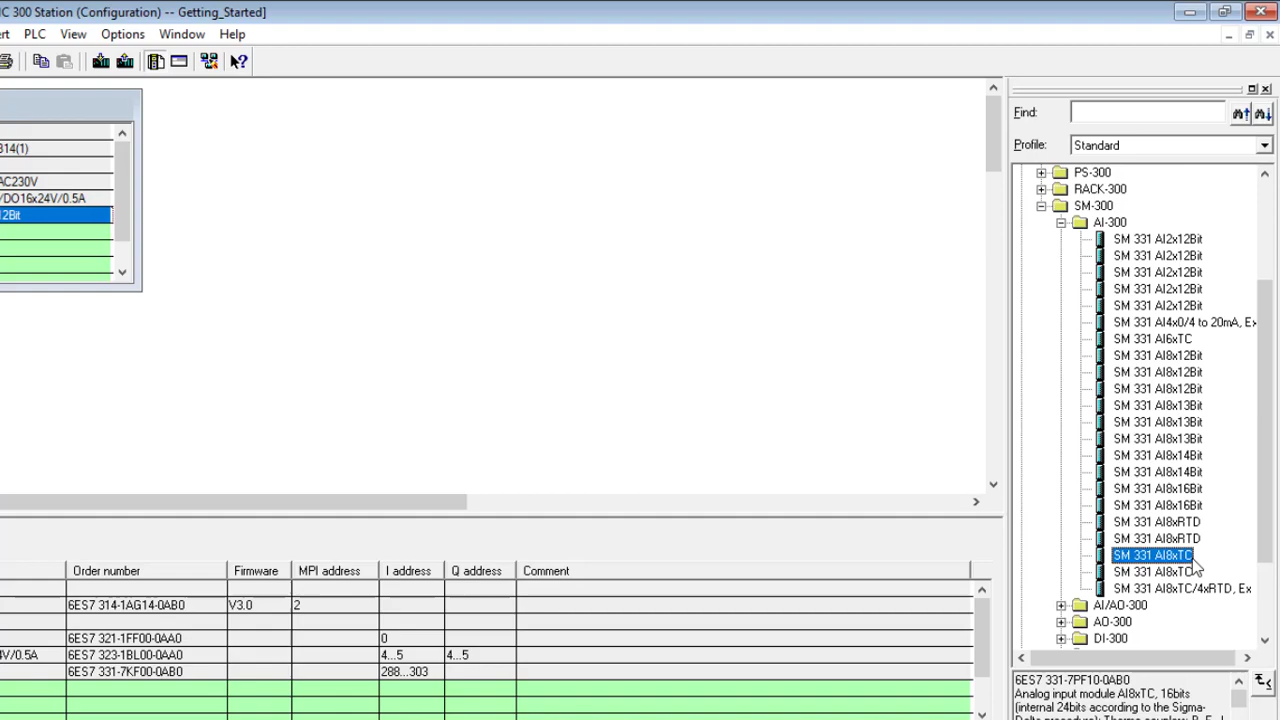 IC 300 Station (Configuration) -- Getting_Started]
PLC View Options Window Help
Find:
Profile: Standard
314(1)
AC230V
/DO16x24V/0.5A
12Bit
PS-300
RACK-300
SM-300
AI-300
SM 331 AI2x12Bit
SM 331 AI2x12Bit
SM 331 AI2x12Bit
SM 331 AI2x12Bit
SM 331 AI2x12Bit
SM 331 AI4x0/4 to 20mA, Ex
SM 331 AI6xTC
SM 331 AI8x12Bit
SM 331 AI8x12Bit
SM 331 AI8x12Bit
SM 331 AI8x13Bit
SM 331 AI8x13Bit
SM 331 AI8x13Bit
SM 331 AI8x14Bit
SM 331 AI8x14Bit
SM 331 AI8x16Bit
SM 331 AI8x16Bit
SM 331 AI8xRTD
SM 331 AI8xRTD
SM 331 AI8xTC
SM 331 AI8xTC
SM 331 AI8xTC/4xRTD, Ex
AI/AO-300
AO-300
DI-300
Order number Firmware MPI address I address Q address Comment
6ES7 314-1AG14-0AB0 V3.0 2
6ES7 321-1FF00-0AA0 0
4V/0.5A 6ES7 323-1BL00-0AA0 4...5 4...5
6ES7 331-7KF00-0AB0 288...303
6ES7 331-7PF10-0AB0
Analog input module AI8xTC, 16bits
(internal 24bits according to the Sigma-